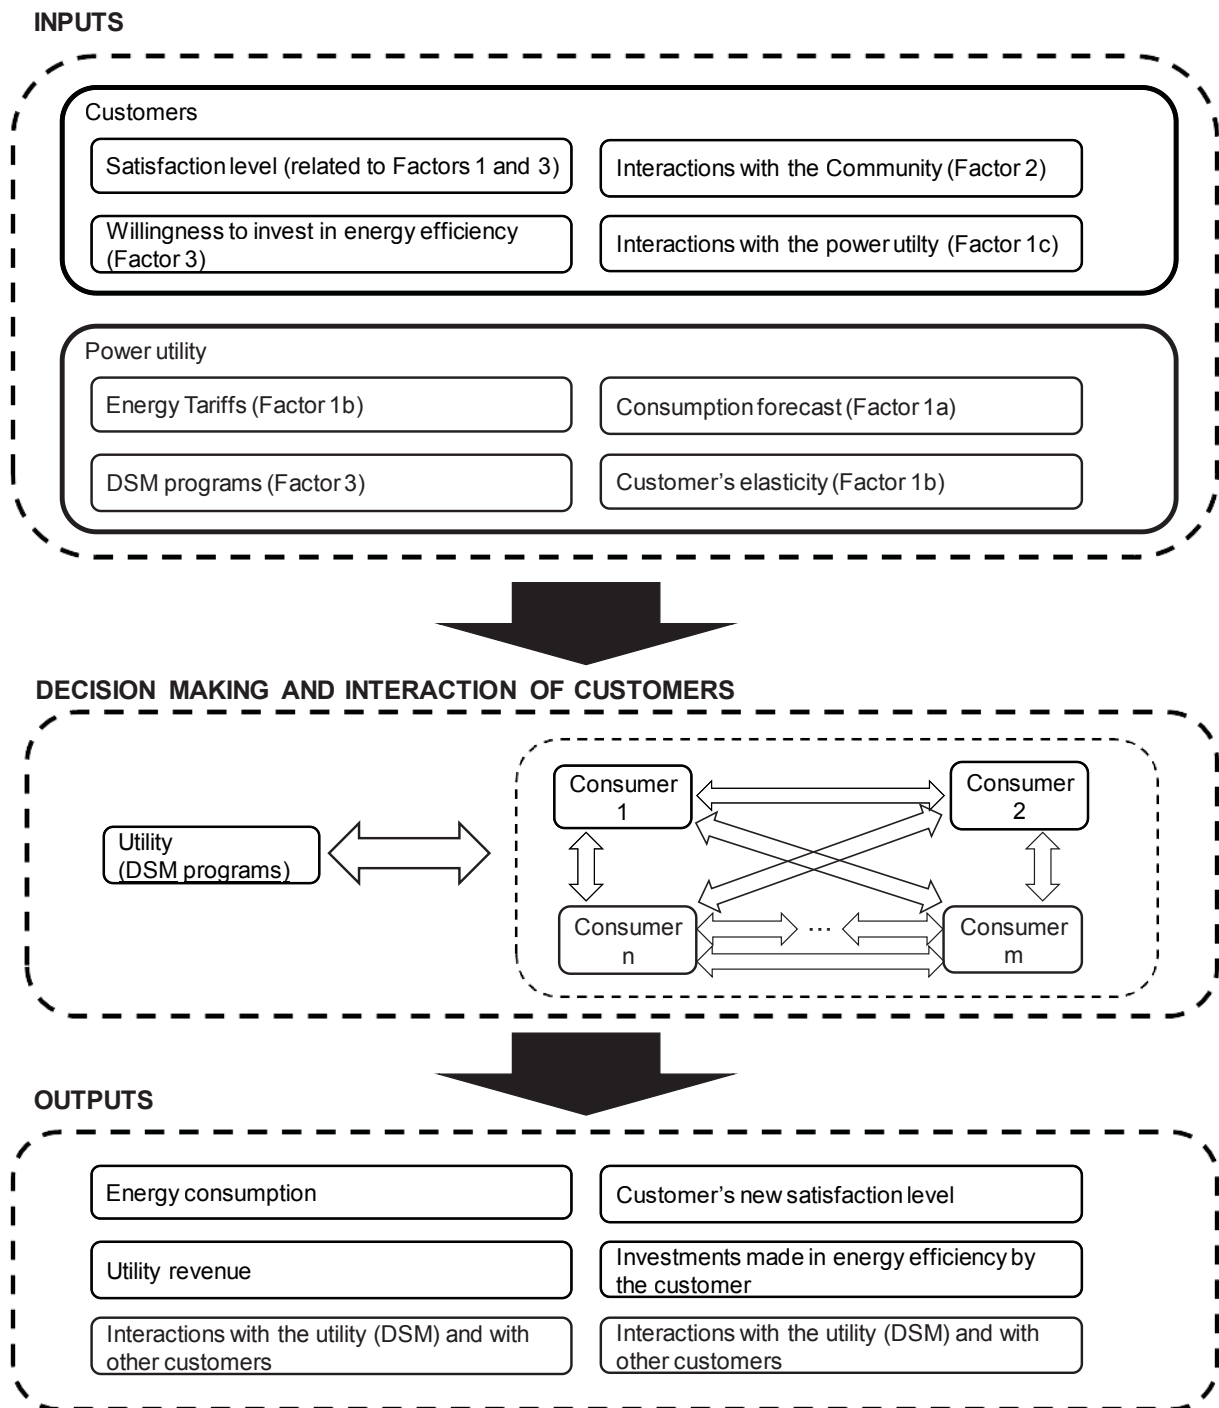 INPUTS
Customers
Satisfaction level (related to Factors 1 and 3)
Interactions with the Community (Factor 2)
Willingness to invest in energy efficiency
(Factor 3)
Interactions with the power utilty (Factor 1c)
Power utility
Energy Tariffs (Factor 1b)
Consumption forecast (Factor 1a)
DSM programs (Factor 3)
Customer's elasticity (Factor 1b)
DECISION MAKING AND INTERACTION OF CUSTOMERS
Utility
(DSM programs)
Consumer
1
Consumer
2
Consumer
n
...
Consumer
m
OUTPUTS
Energy consumption
Customer's new satisfaction level
Utility revenue
Investments made in energy efficiency by
the customer
Interactions with the utility (DSM) and with
other customers
Interactions with the utility (DSM) and with
other customers